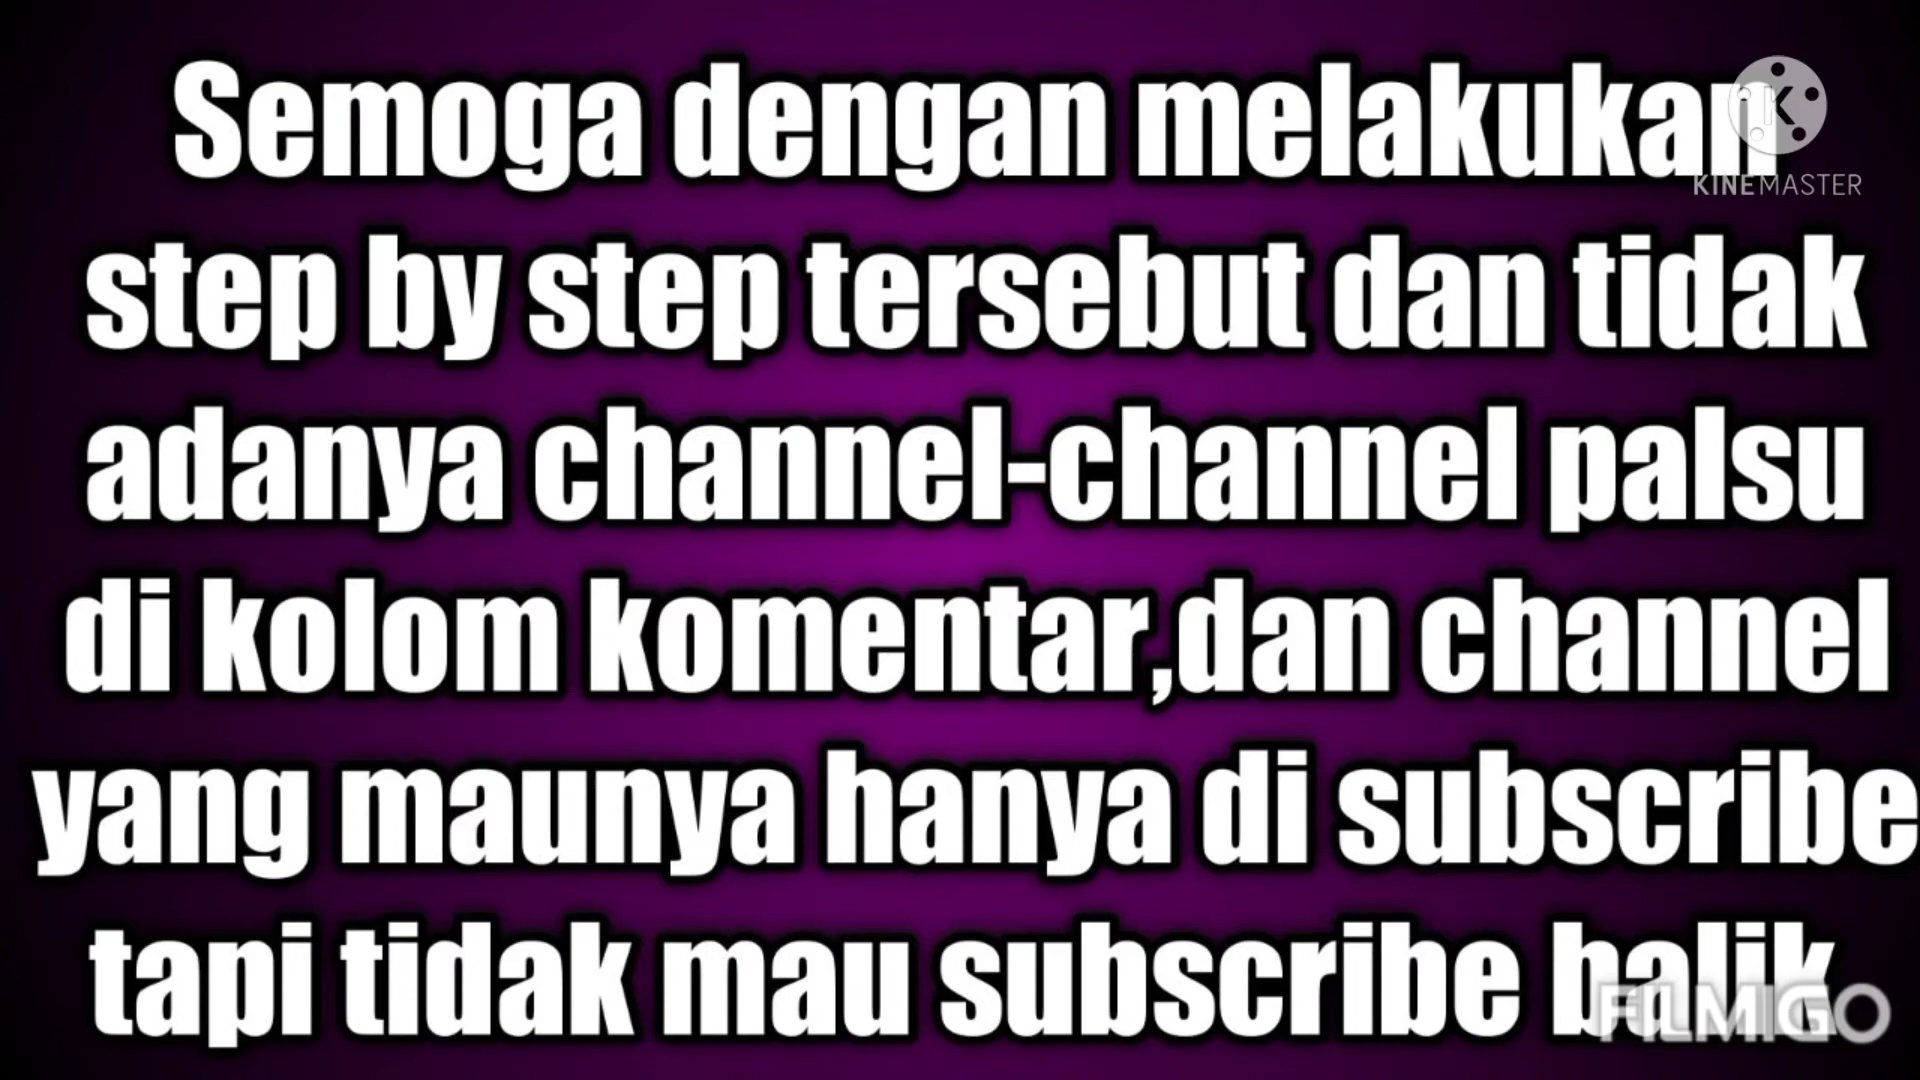 Semoga dengan melakukan
KINEMASTER
step by step tersebut dan tidak
adanya channel-channel palsu
di kolom komentar,dan channel
yang maunya hanya di subscribe
tapi tidak mau subscribe balik
FILMIGO